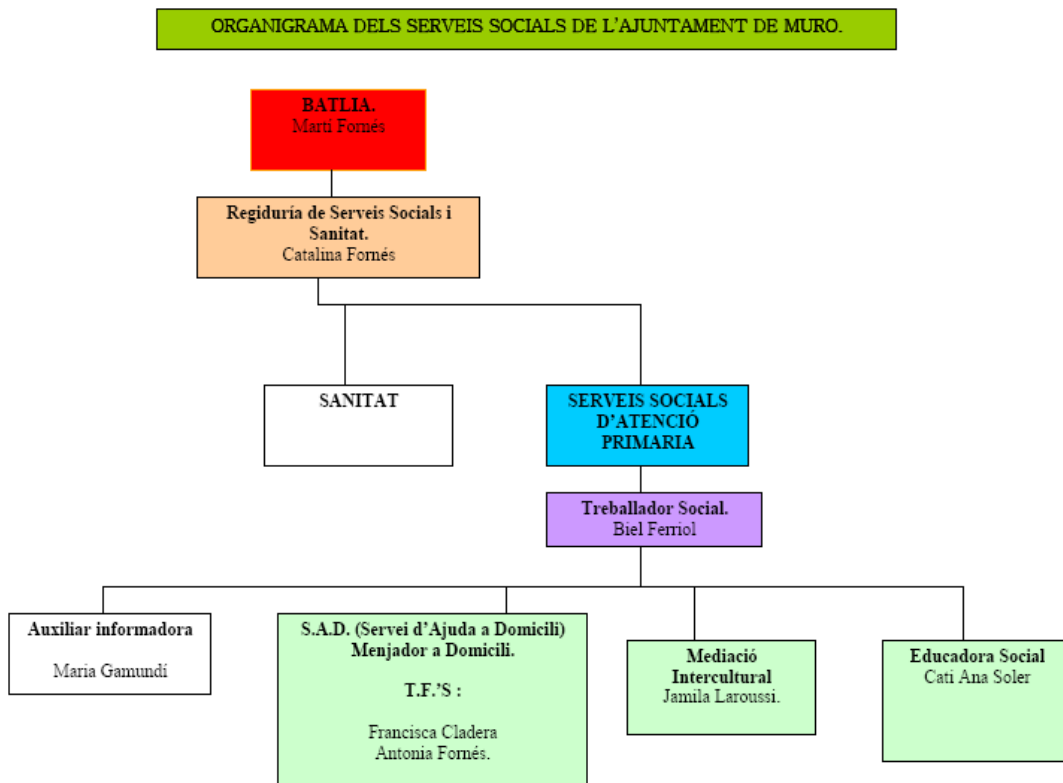 ORGANIGRAMA DELS SERVEIS SOCIALS DE L'AJUNTAMENT DE MURO.
BATLIA.
Martí Fornés
Regiduría de Serveis Socials i
Sanitat.
Catalina Fornés
SANITAT
SERVEIS SOCIALS
D'ATENCIÓ
PRIMARIA
Treballador Social.
Biel Ferriol
Auxiliar informadora
Maria Gamundí
S.A.D. (Servei d'Ajuda a Domicili)
Menjador a Domicili.
T.F.'S :
Francisca Cladera
Antonia Fornés.
Mediació
Intercultural
Jamila Laroussi.
Educadora Social
Cati Ana Soler